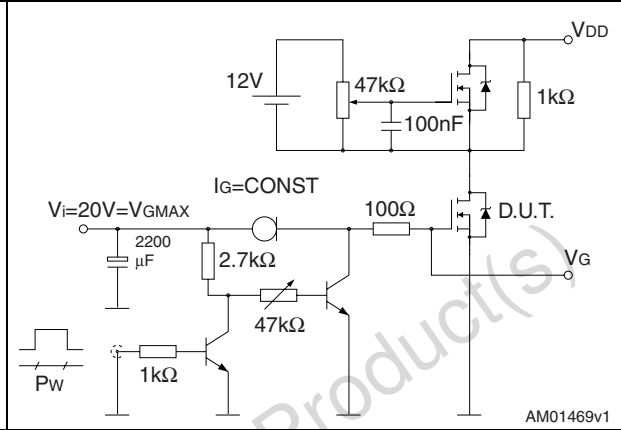 VDD
12V
47kΩ
1kΩ
100nF
IG=CONST
Vi=20V=VGMAX
100Ω
D.U.T.
2200
μF
2.7kΩ
VG
47kΩ
1kΩ
PW
Product(s)
AM01469v1